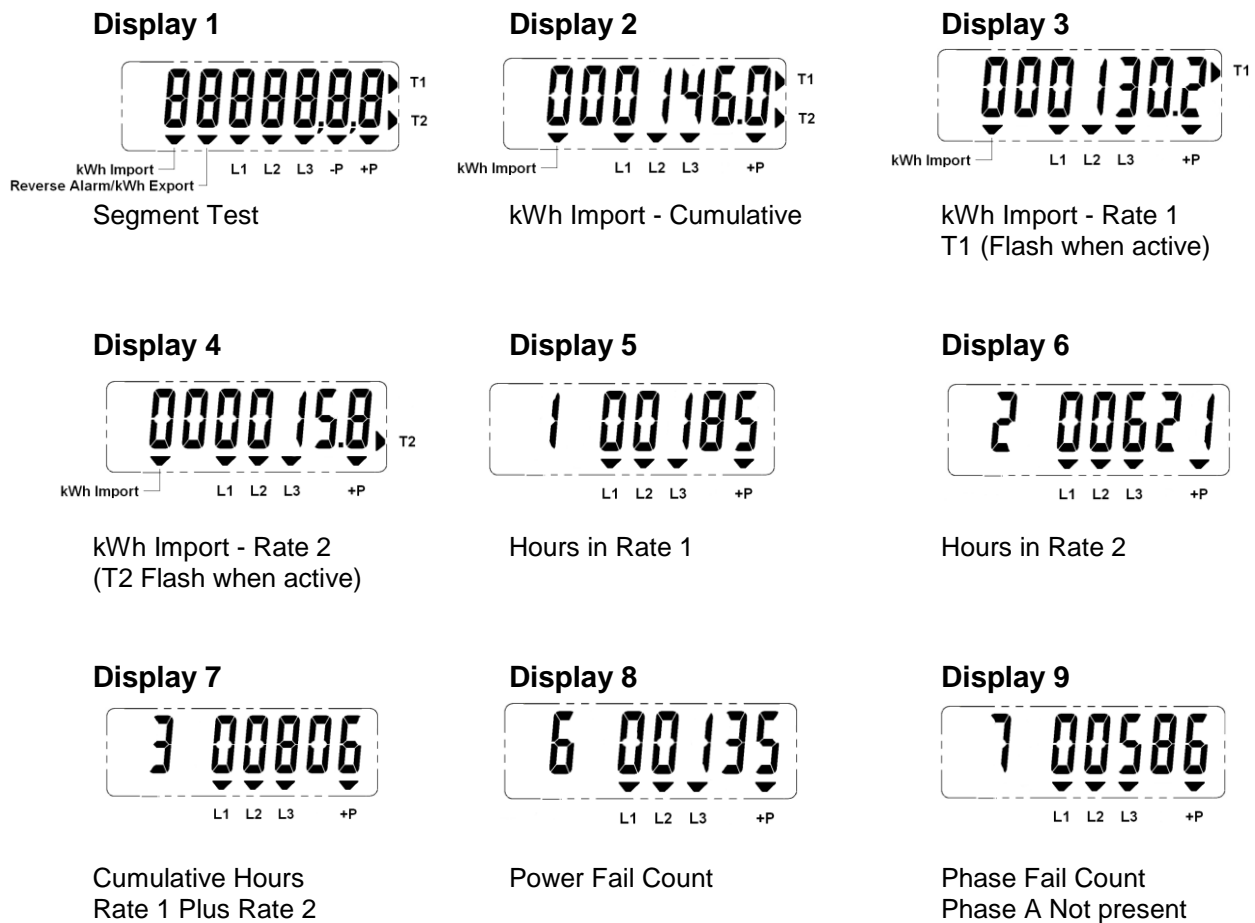 Display 1
88888,8,8
T1
T2
kWh Import
Reverse Alarm/kWh Export
L1 L2 L3 -P +P
Segment Test
Display 2
000146.0
T1
T2
kWh Import
L1 L2 L3 +P
kWh Import - Cumulative
Display 3
000130.2
T1
kWh Import
L1 L2 L3 +P
kWh Import - Rate 1
T1 (Flash when active)
Display 4
000015.8
T2
kWh Import
L1 L2 L3 +P
kWh Import - Rate 2
(T2 Flash when active)
Display 5
1 00185
L1 L2 L3 +P
Hours in Rate 1
Display 6
2 00621
L1 L2 L3 +P
Hours in Rate 2
Display 7
3 00806
L1 L2 L3 +P
Cumulative Hours
Rate 1 Plus Rate 2
Display 8
6 00135
L1 L2 L3 +P
Power Fail Count
Display 9
7 00586
L1 L2 L3 +P
Phase Fail Count
Phase A Not present